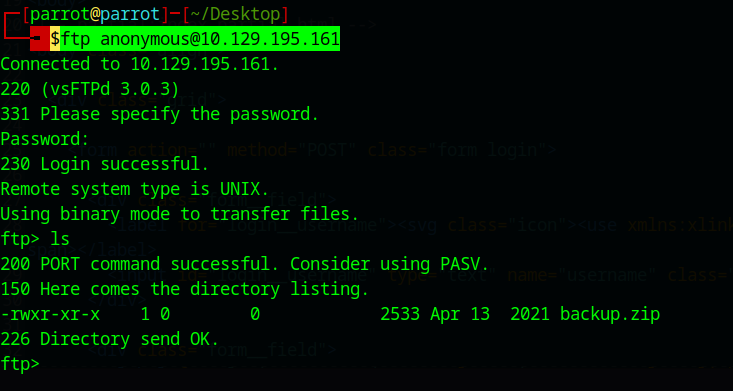 ┌─[parrot@parrot]─[~/Desktop]
└──╼ $ftp anonymous@10.129.195.161
Connected to 10.129.195.161.
220 (vsFTPd 3.0.3)
331 Please specify the password.
Password:
230 Login successful.
Remote system type is UNIX.
Using binary mode to transfer files.
ftp> ls
200 PORT command successful. Consider using PASV.
150 Here comes the directory listing.
-rwxr-xr-x    1 0        0            2533 Apr 13  2021 backup.zip
226 Directory send OK.
ftp>